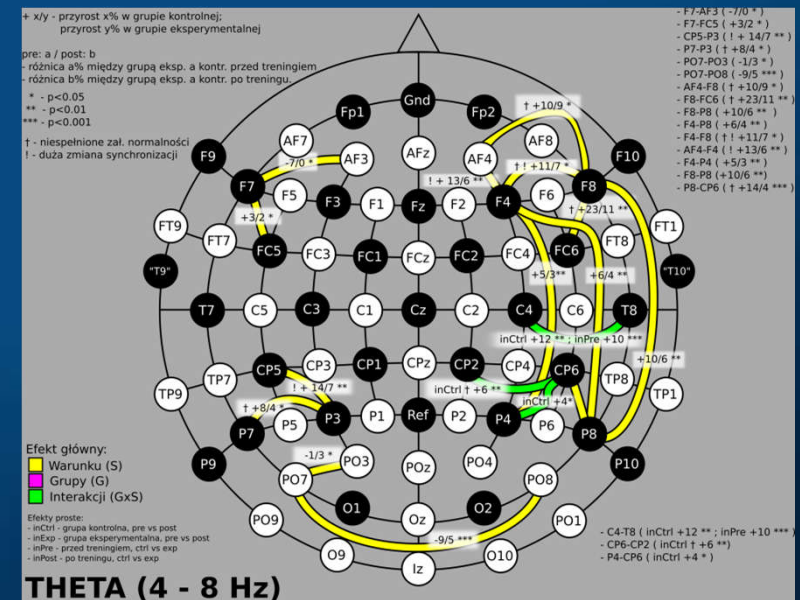 + x/y - przyrost x% w grupie kontrolnej;
przyrost y% w grupie eksperymentalnej
pre: a / post: b
- różnica a% między grupą eksp. a kontr. przed treningiem
- różnica b% między grupą eksp. a kontr. po treningu.
* - p<0.05
** - p<0.01
*** - p<0.001
† - niespełnione zał. normalności
! - duża zmiana synchronizacji
- F7-AF3 ( -7/0 * )
- F7-FC5 ( +3/2 * )
- CP5-P3 ( ! + 14/7 ** )
- P7-P3 ( † +8/4 * )
- PO7-PO3 ( -1/3 * )
- PO7-PO8 ( -9/5 *** )
- AF4-F8 ( † +10/9 * )
- F8-FC6 ( † +23/11 ** )
- F8-P8 ( +10/6 ** )
- F4-P8 ( +6/4 ** )
- F4-F8 ( † ! +11/7 * )
- AF4-F4 ( ! +13/6 ** )
- F4-P4 ( +5/3 ** )
- F8-P8 (+10/6 **)
- P8-CP6 ( † +14/4 *** )
Gnd
Fp1 Fp2
† +10/9 *
AF7 AF8
F9 AF3 AFz AF4 F10
-7/0 * † ! +11/7 *
! + 13/6 **
F7 F5 F3 F1 Fz F2 F4 F6 F8
+3/2 * † +23/11 **
FT9 FT7 FC5 FC3 FC1 FCz FC2 FC4 FC6 FT8 FT1
"T9" +5/3** +6/4 ** "T10"
T7 C5 C3 C1 Cz C2 C4 C6 T8
inCtrl +12 ** ; inPre +10 ***
+10/6 **
TP9 TP7 CP5 CP3 CP1 CPz CP2 CP4 CP6 TP8 TP1
! + 14/7 ** inCtrl † +6 **
† +8/4 * inCtrl +4*
P7 P5 P3 P1 Ref P2 P4 P6 P8
-1/3 *
P9 PO7 PO3 POz PO4 PO8 P10
O1 O2
PO9 Oz PO1
-9/5 ***
O9 Iz O10
Efekt główny:
Warunku (S)
Grupy (G)
Interakcji (GxS)
Efekty proste:
- inCtrl - grupa kontrolna, pre vs post
- inExp - grupa eksperymentalna, pre vs post
- inPre - przed treningiem, ctrl vs exp
- inPost - po treningu, ctrl vs exp
- C4-T8 ( inCtrl +12 ** ; inPre +10 *** )
- CP6-CP2 ( inCtrl † +6 **)
- P4-CP6 ( inCtrl +4 * )
THETA (4 - 8 Hz)